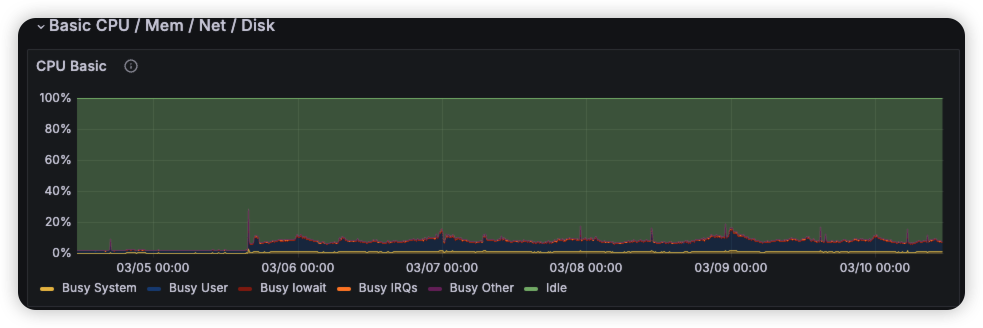 Basic CPU / Mem / Net / Disk
CPU Basic
100%
80%
60%
40%
20%
0%
03/05 00:00 03/06 00:00 03/07 00:00 03/08 00:00 03/09 00:00 03/10 00:00
Busy System Busy User Busy Iowait Busy IRQs Busy Other Idle